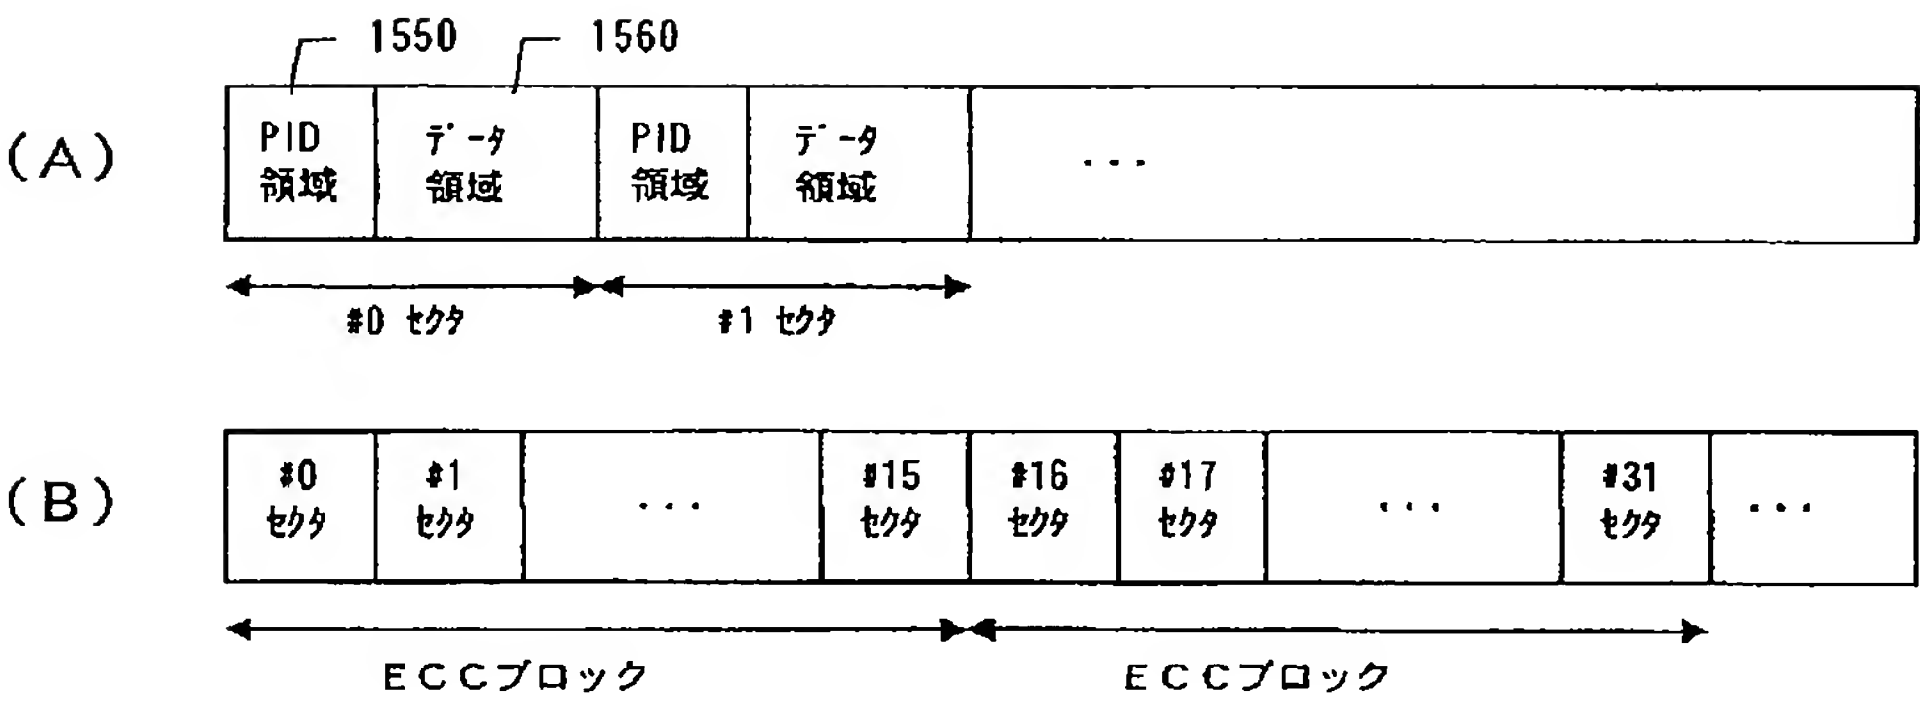 1550
1560
(A)
PID
領域
データ
領域
PID
領域
データ
領域
...
#0 セクタ
#1 セクタ
(B)
#0
セクタ
#1
セクタ
...
#15
セクタ
#16
セクタ
#17
セクタ
...
#31
セクタ
...
ECCブロック
ECCブロック